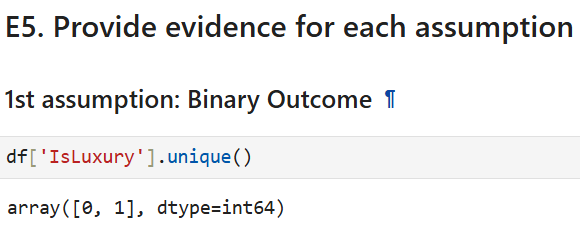 E5. Provide evidence for each assumption
1st assumption: Binary Outcome ¶
df['IsLuxury'].unique()
array([0, 1], dtype=int64)